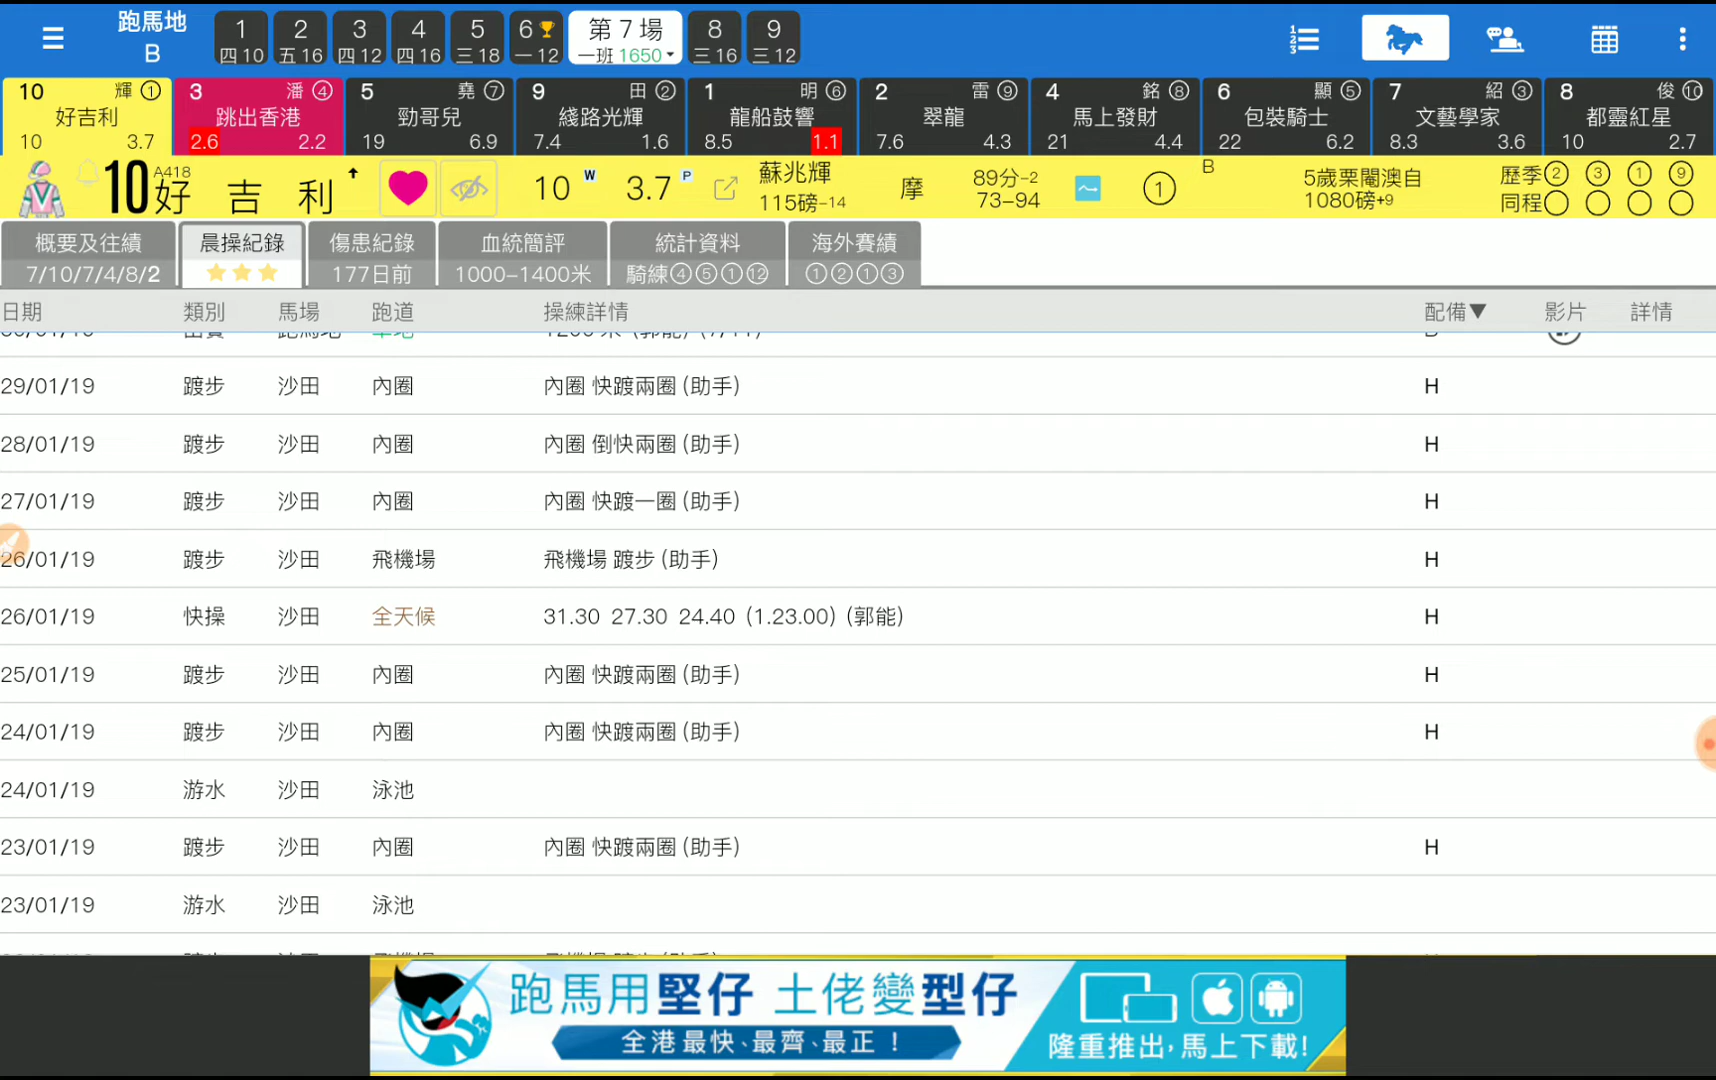 跑馬地
B
1
四10
2
五16
3
四12
4
四16
5
三18
6
一12
第 7 場
一班 1650
8
三16
9
三12
10 輝①
好吉利
10 3.7
3 潘④
跳出香港
2.6 2.2
5 堯⑦
勁哥兒
19 6.9
9 田②
綫路光輝
7.4 1.6
1 明⑥
龍船鼓響
8.5 1.1
2 雷⑨
翠龍
7.6 4.3
4 銘⑧
馬上發財
21 4.4
6 顯⑤
包裝騎士
22 6.2
7 紹③
文藝學家
8.3 3.6
8 俊⑩
都靈紅星
10 2.7
10 A418 好吉利
10 W 3.7 P
蘇兆輝
115磅-14
摩
89分-2
73-94
①
B
5歲栗閹澳自
1080磅+9
歷季②③①⑨
同程
概要及往績
7/10/7/4/8/2
晨操紀錄
傷患紀錄
177日前
血統簡評
1000-1400米
統計資料
騎練④⑤①⑫
海外賽績
①②①③
日期 類別 馬場 跑道 操練詳情 配備▼ 影片 詳情
29/01/19 踱步 沙田 內圈 內圈 快踱兩圈 (助手) H
28/01/19 踱步 沙田 內圈 內圈 倒快兩圈 (助手) H
27/01/19 踱步 沙田 內圈 內圈 快踱一圈 (助手) H
26/01/19 踱步 沙田 飛機場 飛機場 踱步 (助手) H
26/01/19 快操 沙田 全天候 31.30 27.30 24.40 (1.23.00) (郭能) H
25/01/19 踱步 沙田 內圈 內圈 快踱兩圈 (助手) H
24/01/19 踱步 沙田 內圈 內圈 快踱兩圈 (助手) H
24/01/19 游水 沙田 泳池
23/01/19 踱步 沙田 內圈 內圈 快踱兩圈 (助手) H
23/01/19 游水 沙田 泳池
跑馬用堅仔 土佬變型仔
全港最快、最齊、最正！
隆重推出，馬上下載!